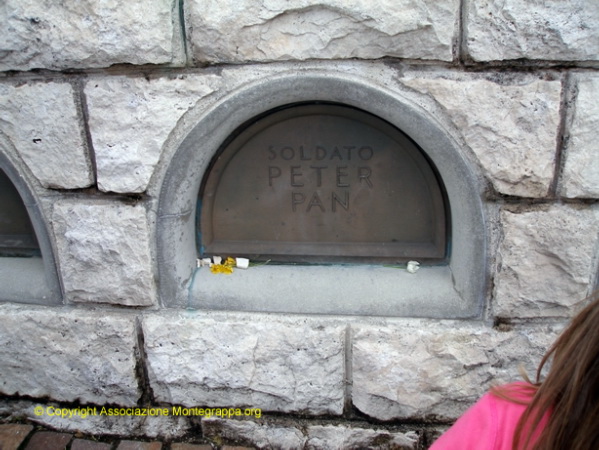 SOLDATO
PETER
PAN
© Copyright Associazione Montegrappa.org